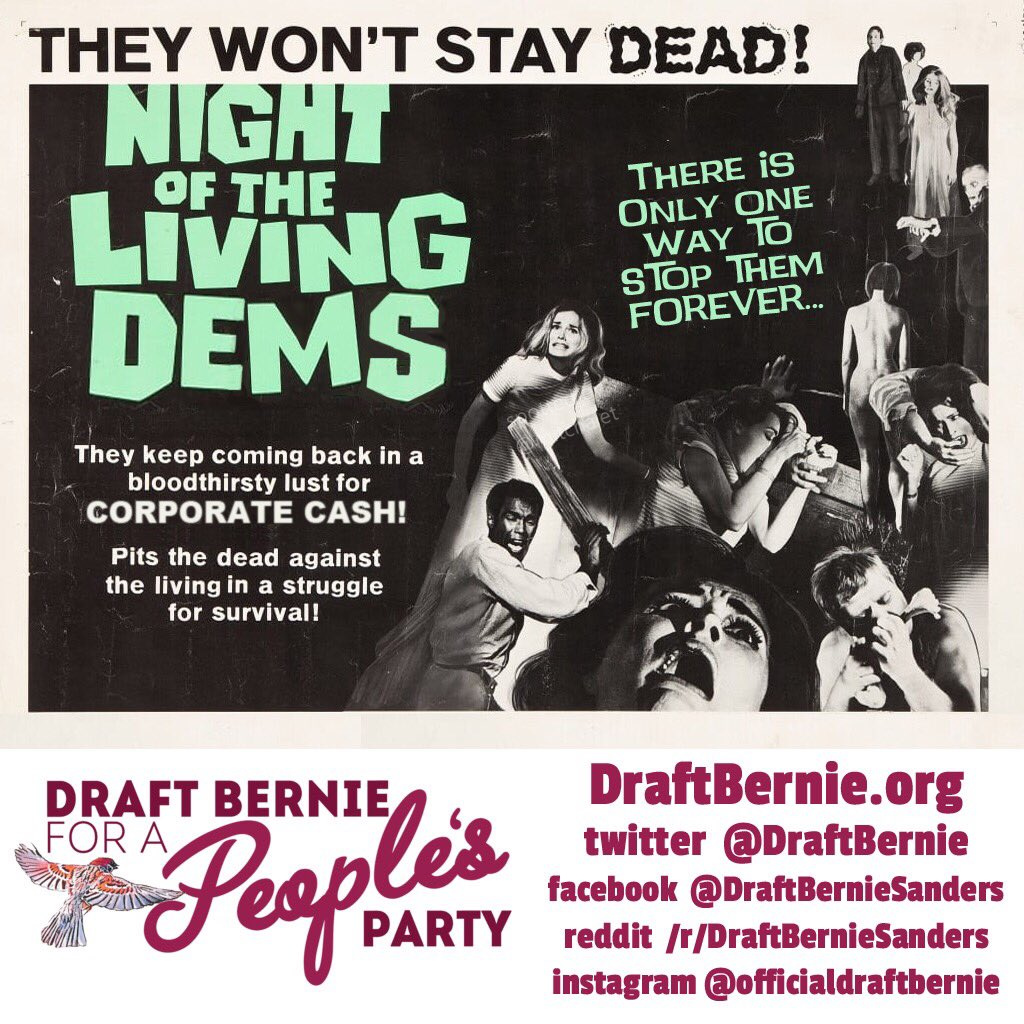 THEY WON'T STAY DEAD!
NIGHT
OF THE
LIVING
DEMS
THERE iS
ONLY ONE
WAY TO
STOP THEM
FOREVER...
They keep coming back in a
bloodthirsty lust for
CORPORATE CASH!
Pits the dead against
the living in a struggle
for survival!
DRAFT BERNIE
FOR A
People's
PARTY
DraftBernie.org
twitter @DraftBernie
facebook @DraftBernieSanders
reddit /r/DraftBernieSanders
instagram @officialdraftbernie